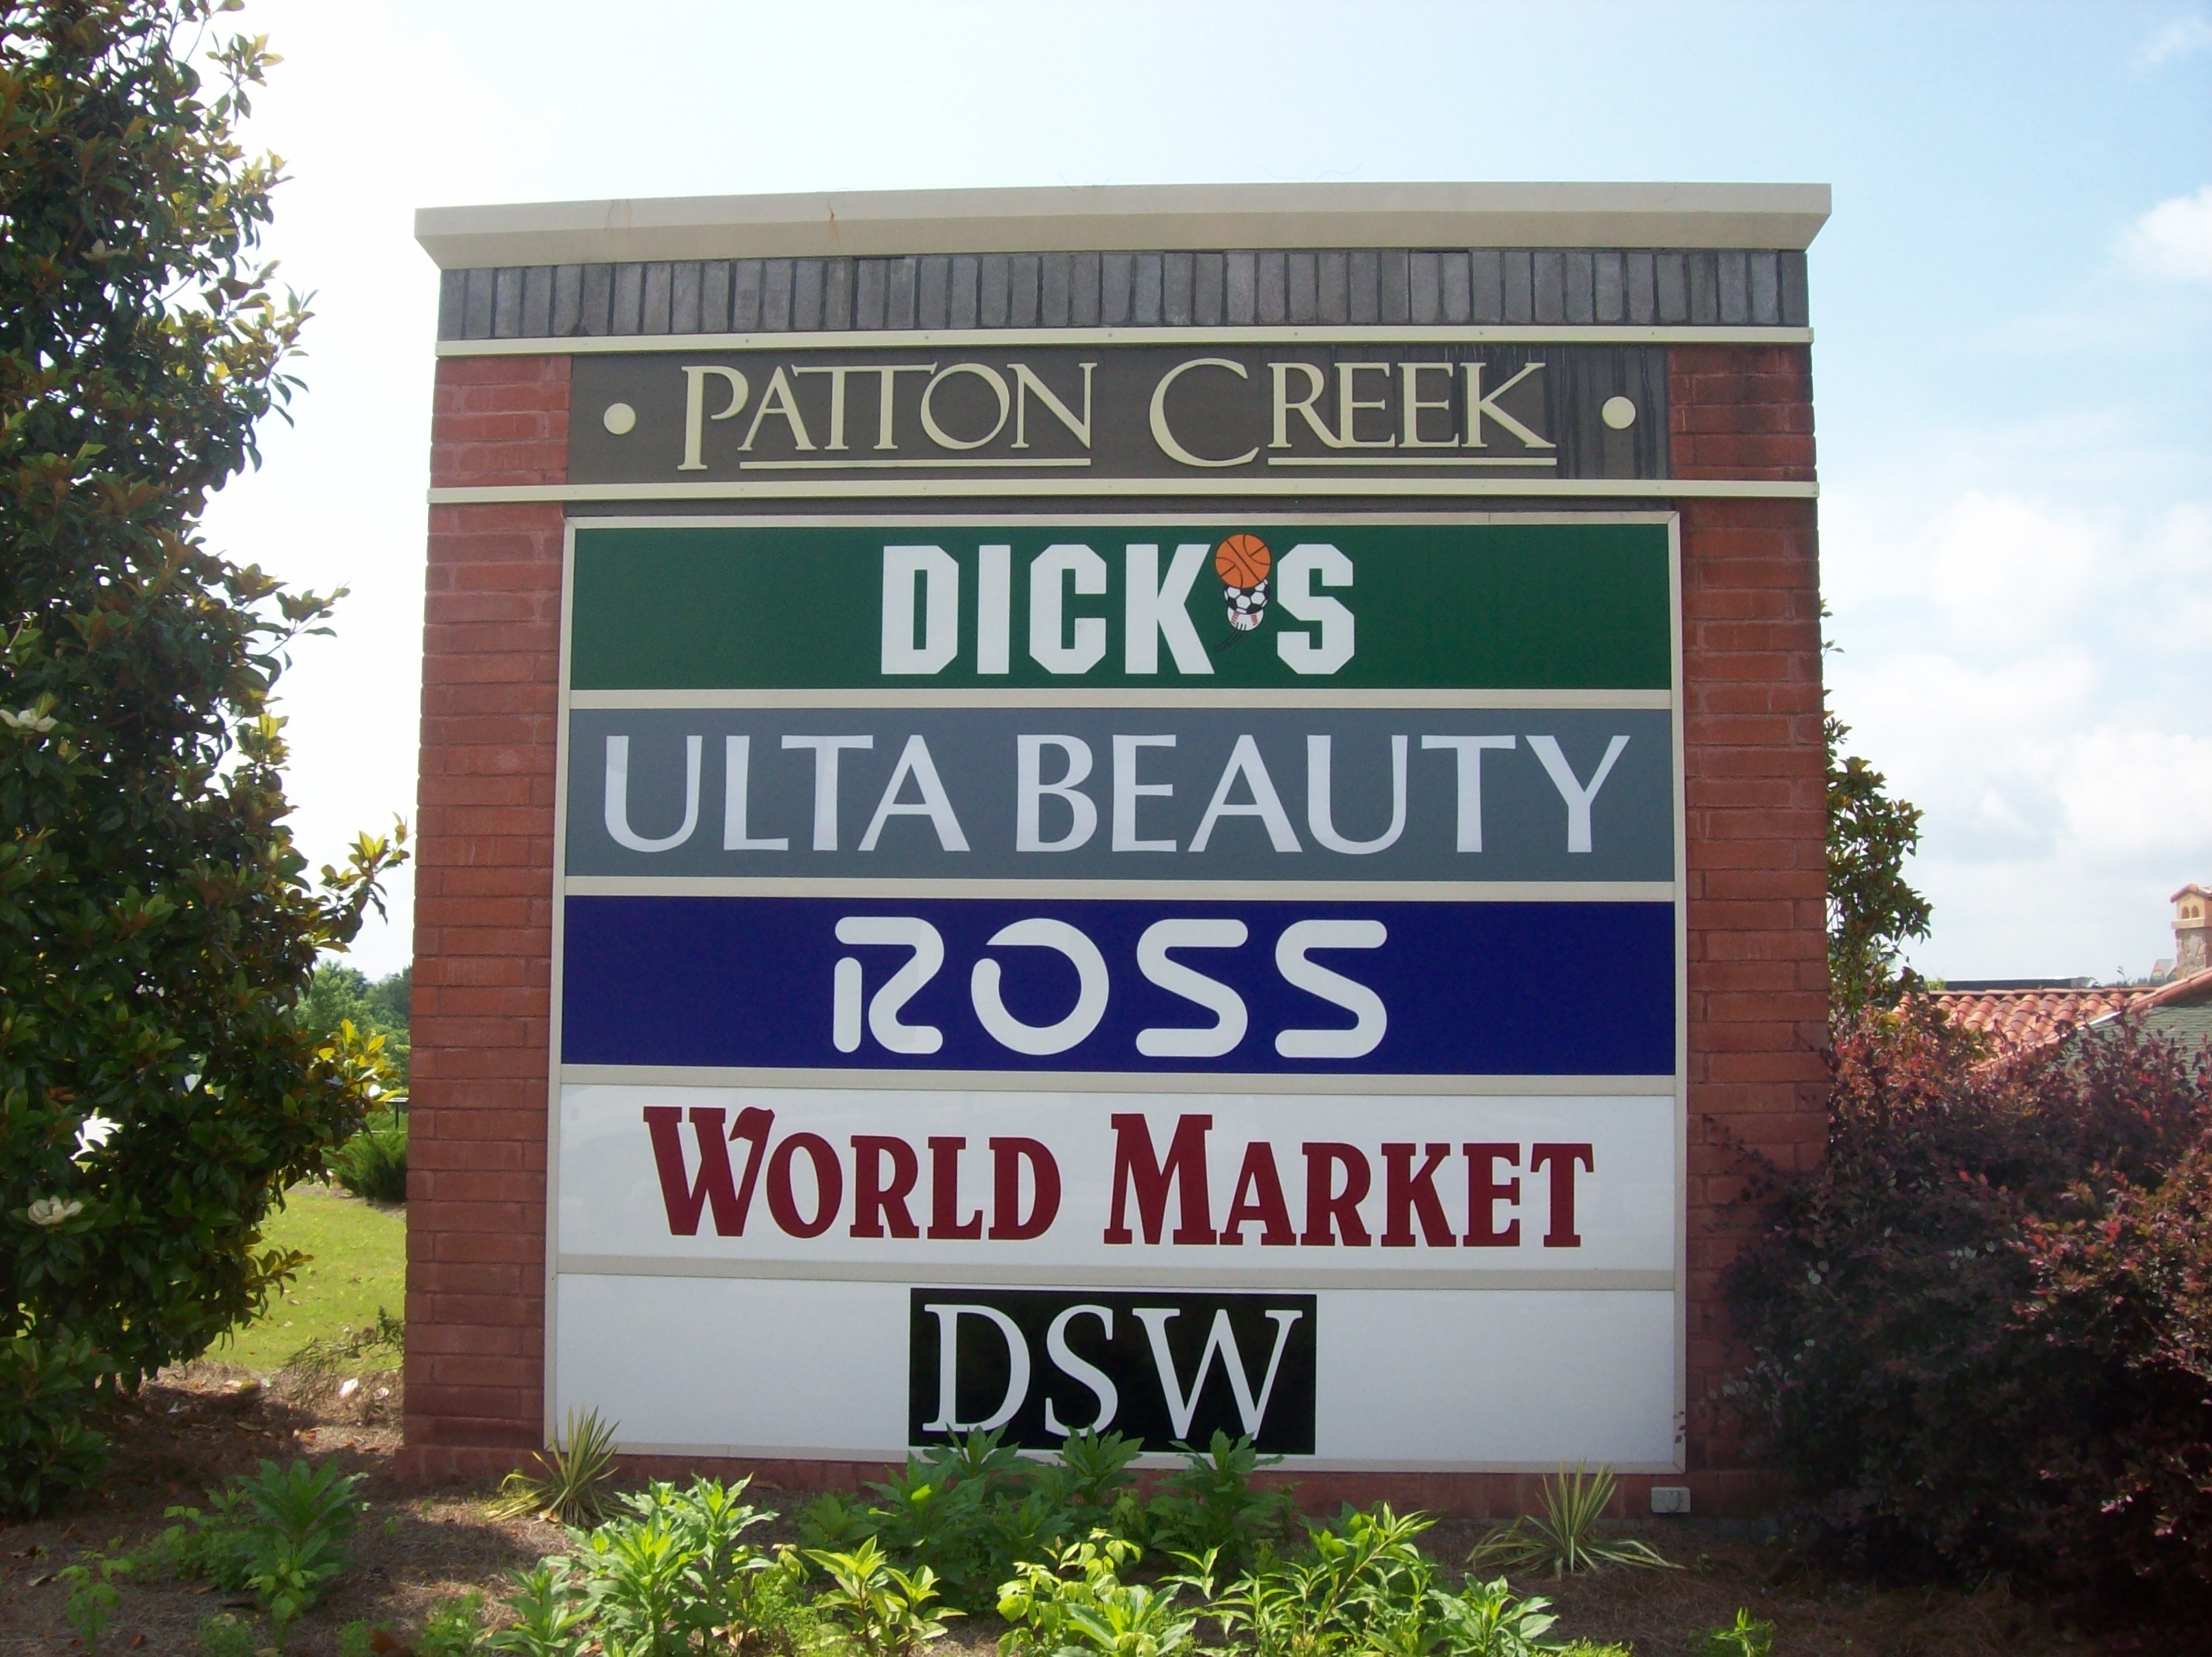 • PATTON CREEK •
DICK'S
ULTA BEAUTY
ROSS
WORLD MARKET
DSW